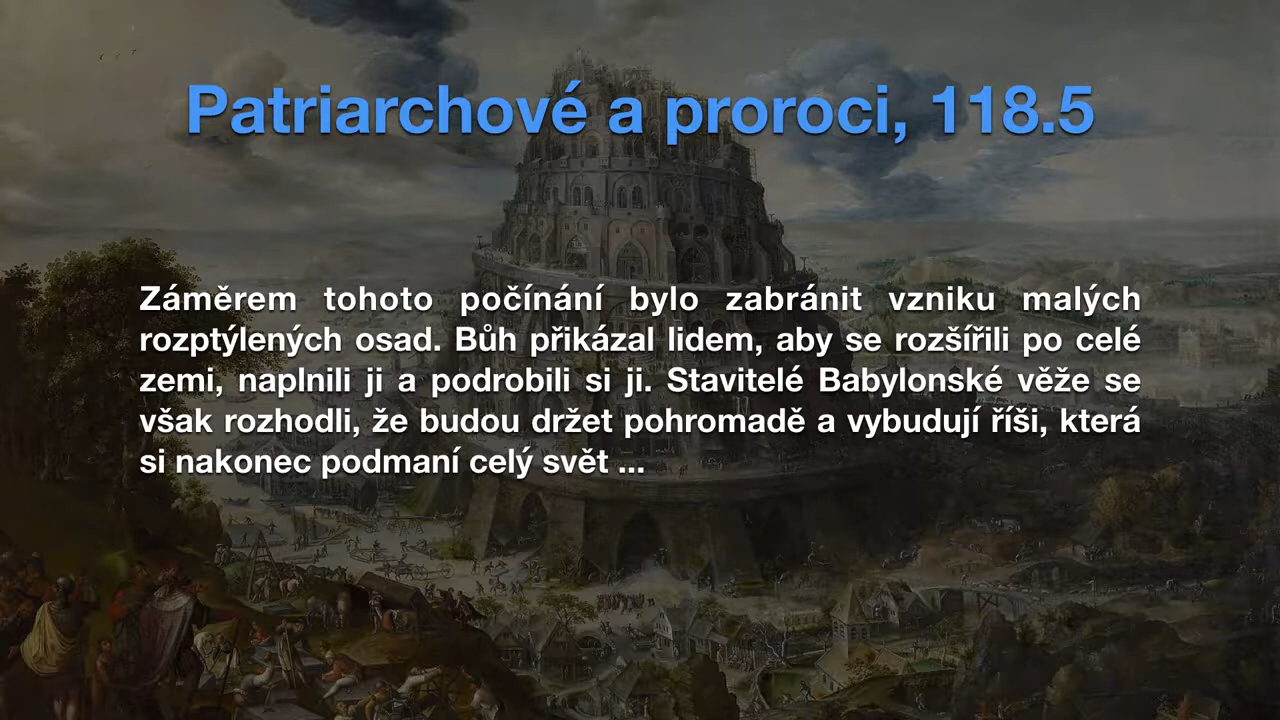 Patriarchové a proroci, 118.5
Záměrem tohoto počínání bylo zabránit vzniku malých
rozptýlených osad. Bůh přikázal lidem, aby se rozšířili po celé
zemi, naplnili ji a podrobili si ji. Stavitelé Babylonské věže se
však rozhodli, že budou držet pohromadě a vybudují říši, která
si nakonec podmaní celý svět ...